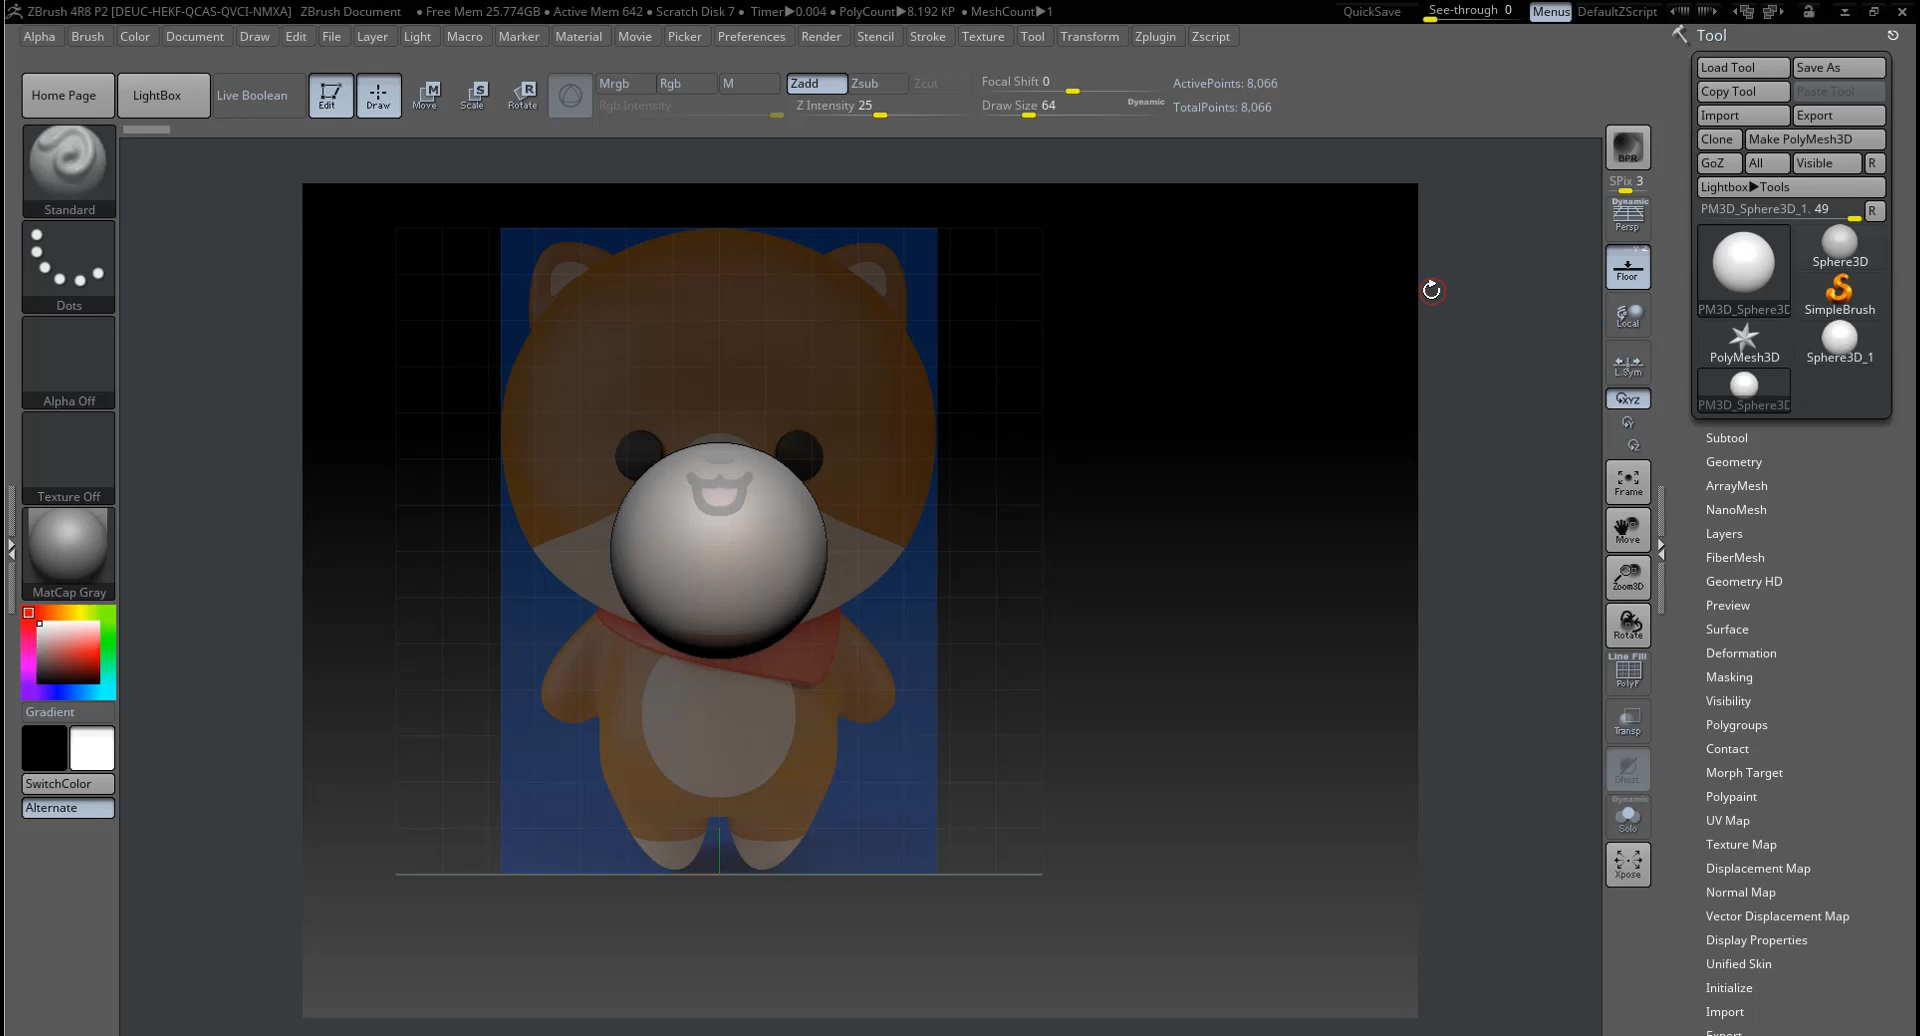 ZBrush 4R8 P2 [DEUC-HEKF-QCAS-QVCI-NMXA] ZBrush Document • Free Mem 25.774GB • Active Mem 642 • Scratch Disk 7 • Timer▶0.004 • PolyCount▶8.192 KP • MeshCount▶1 QuickSave See-through 0 Menus DefaultZScript
Alpha Brush Color Document Draw Edit File Layer Light Macro Marker Material Movie Picker Preferences Render Stencil Stroke Texture Tool Transform Zplugin Zscript
Home Page
LightBox
Live Boolean
Edit
Draw
Move
Scale
Rotate
Mrgb Rgb M
Rgb Intensity
Zadd Zsub Zcut
Z Intensity 25
Focal Shift 0
Draw Size 64
Dynamic
ActivePoints: 8,066
TotalPoints: 8,066
Standard
Dots
Alpha Off
Texture Off
MatCap Gray
Gradient
SwitchColor
Alternate
BPR
SPix 3
Dynamic
Persp
Floor
Local
L.Sym
XYZ
Frame
Move
Zoom3D
Rotate
Line Fill
PolyF
Transp
Ghost
Dynamic
Solo
Xpose
Tool
Load Tool Save As
Copy Tool Paste Tool
Import Export
Clone Make PolyMesh3D
GoZ All Visible R
Lightbox▶Tools
PM3D_Sphere3D_1. 49 R
PM3D_Sphere3D
Sphere3D
SimpleBrush
PolyMesh3D
Sphere3D_1
PM3D_Sphere3D
Subtool
Geometry
ArrayMesh
NanoMesh
Layers
FiberMesh
Geometry HD
Preview
Surface
Deformation
Masking
Visibility
Polygroups
Contact
Morph Target
Polypaint
UV Map
Texture Map
Displacement Map
Normal Map
Vector Displacement Map
Display Properties
Unified Skin
Initialize
Import
Export